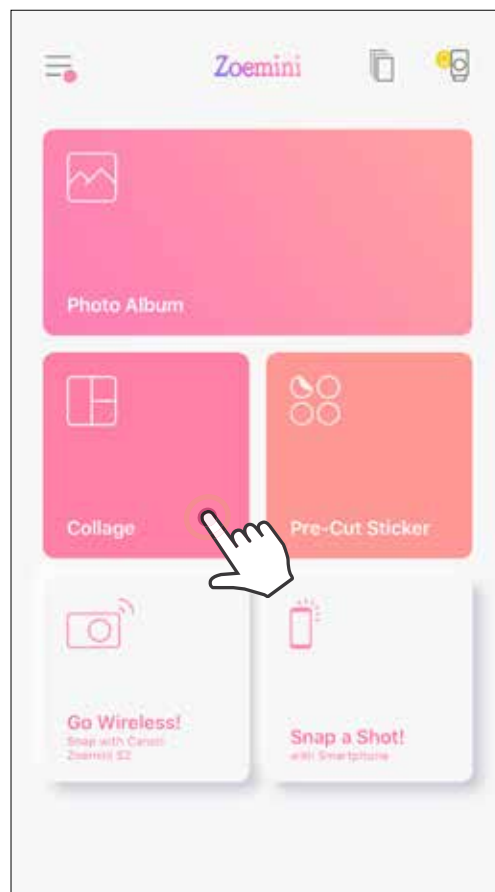 Zoemini
Photo Album
Collage
Pre-Cut Sticker
Go Wireless!
Snap with Canon
Zoemini S2
Snap a Shot!
with Smartphone